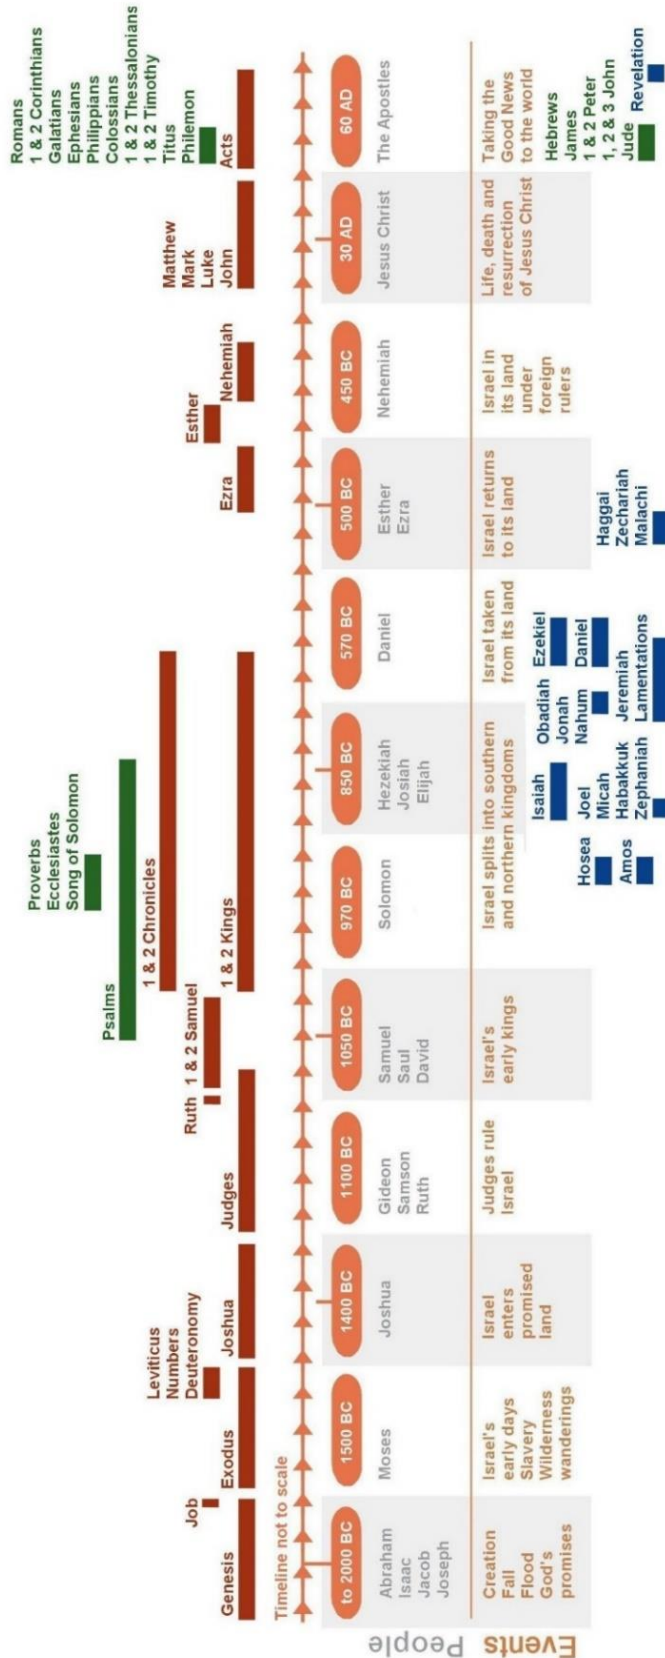 Proverbs
Ecclesiastes
Song of Solomon
Psalms
1 & 2 Chronicles
Romans
1 & 2 Corinthians
Galatians
Ephesians
Philippians
Colossians
1 & 2 Thessalonians
1 & 2 Timothy
Titus
Philemon
Leviticus
Numbers
Deuteronomy
Job
Ruth
1 & 2 Samuel
Esther
Matthew
Mark
Luke
John
Genesis
Exodus
Joshua
Judges
1 & 2 Kings
Ezra
Nehemiah
Acts
Timeline not to scale
to 2000 BC
1500 BC
1400 BC
1100 BC
1050 BC
970 BC
850 BC
570 BC
500 BC
450 BC
30 AD
60 AD
People
Abraham
Isaac
Jacob
Joseph
Moses
Joshua
Gideon
Samson
Ruth
Samuel
Saul
David
Solomon
Hezekiah
Josiah
Elijah
Daniel
Esther
Ezra
Nehemiah
Jesus Christ
The Apostles
Events
Creation
Fall
Flood
God's
promises
Israel's
early days
Slavery
Wilderness
wanderings
Israel
enters
promised
land
Judges rule
Israel
Israel's
early kings
Israel splits into southern
and northern kingdoms
Israel taken
from its land
Israel returns
to its land
Israel in
its land
under
foreign
rulers
Life, death and
resurrection
of Jesus Christ
Taking the
Good News
to the world
Hosea
Amos
Isaiah
Joel
Micah
Habakkuk
Zephaniah
Obadiah
Jonah
Nahum
Ezekiel
Daniel
Jeremiah
Lamentations
Haggai
Zechariah
Malachi
Hebrews
James
1 & 2 Peter
1, 2 & 3 John
Jude
Revelation